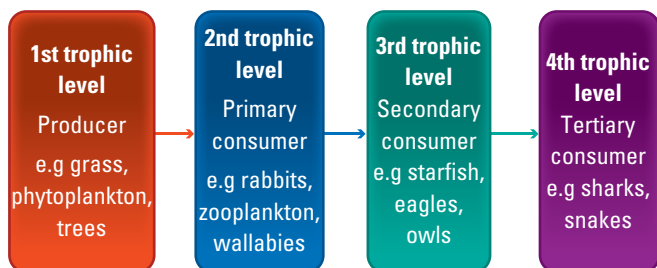 1st trophic
level
Producer
e.g grass,
phytoplankton,
trees
2nd trophic
level
Primary
consumer
e.g rabbits,
zooplankton,
wallabies
3rd trophic
level
Secondary
consumer
e.g starfish,
eagles,
owls
4th trophic
level
Tertiary
consumer
e.g sharks,
snakes